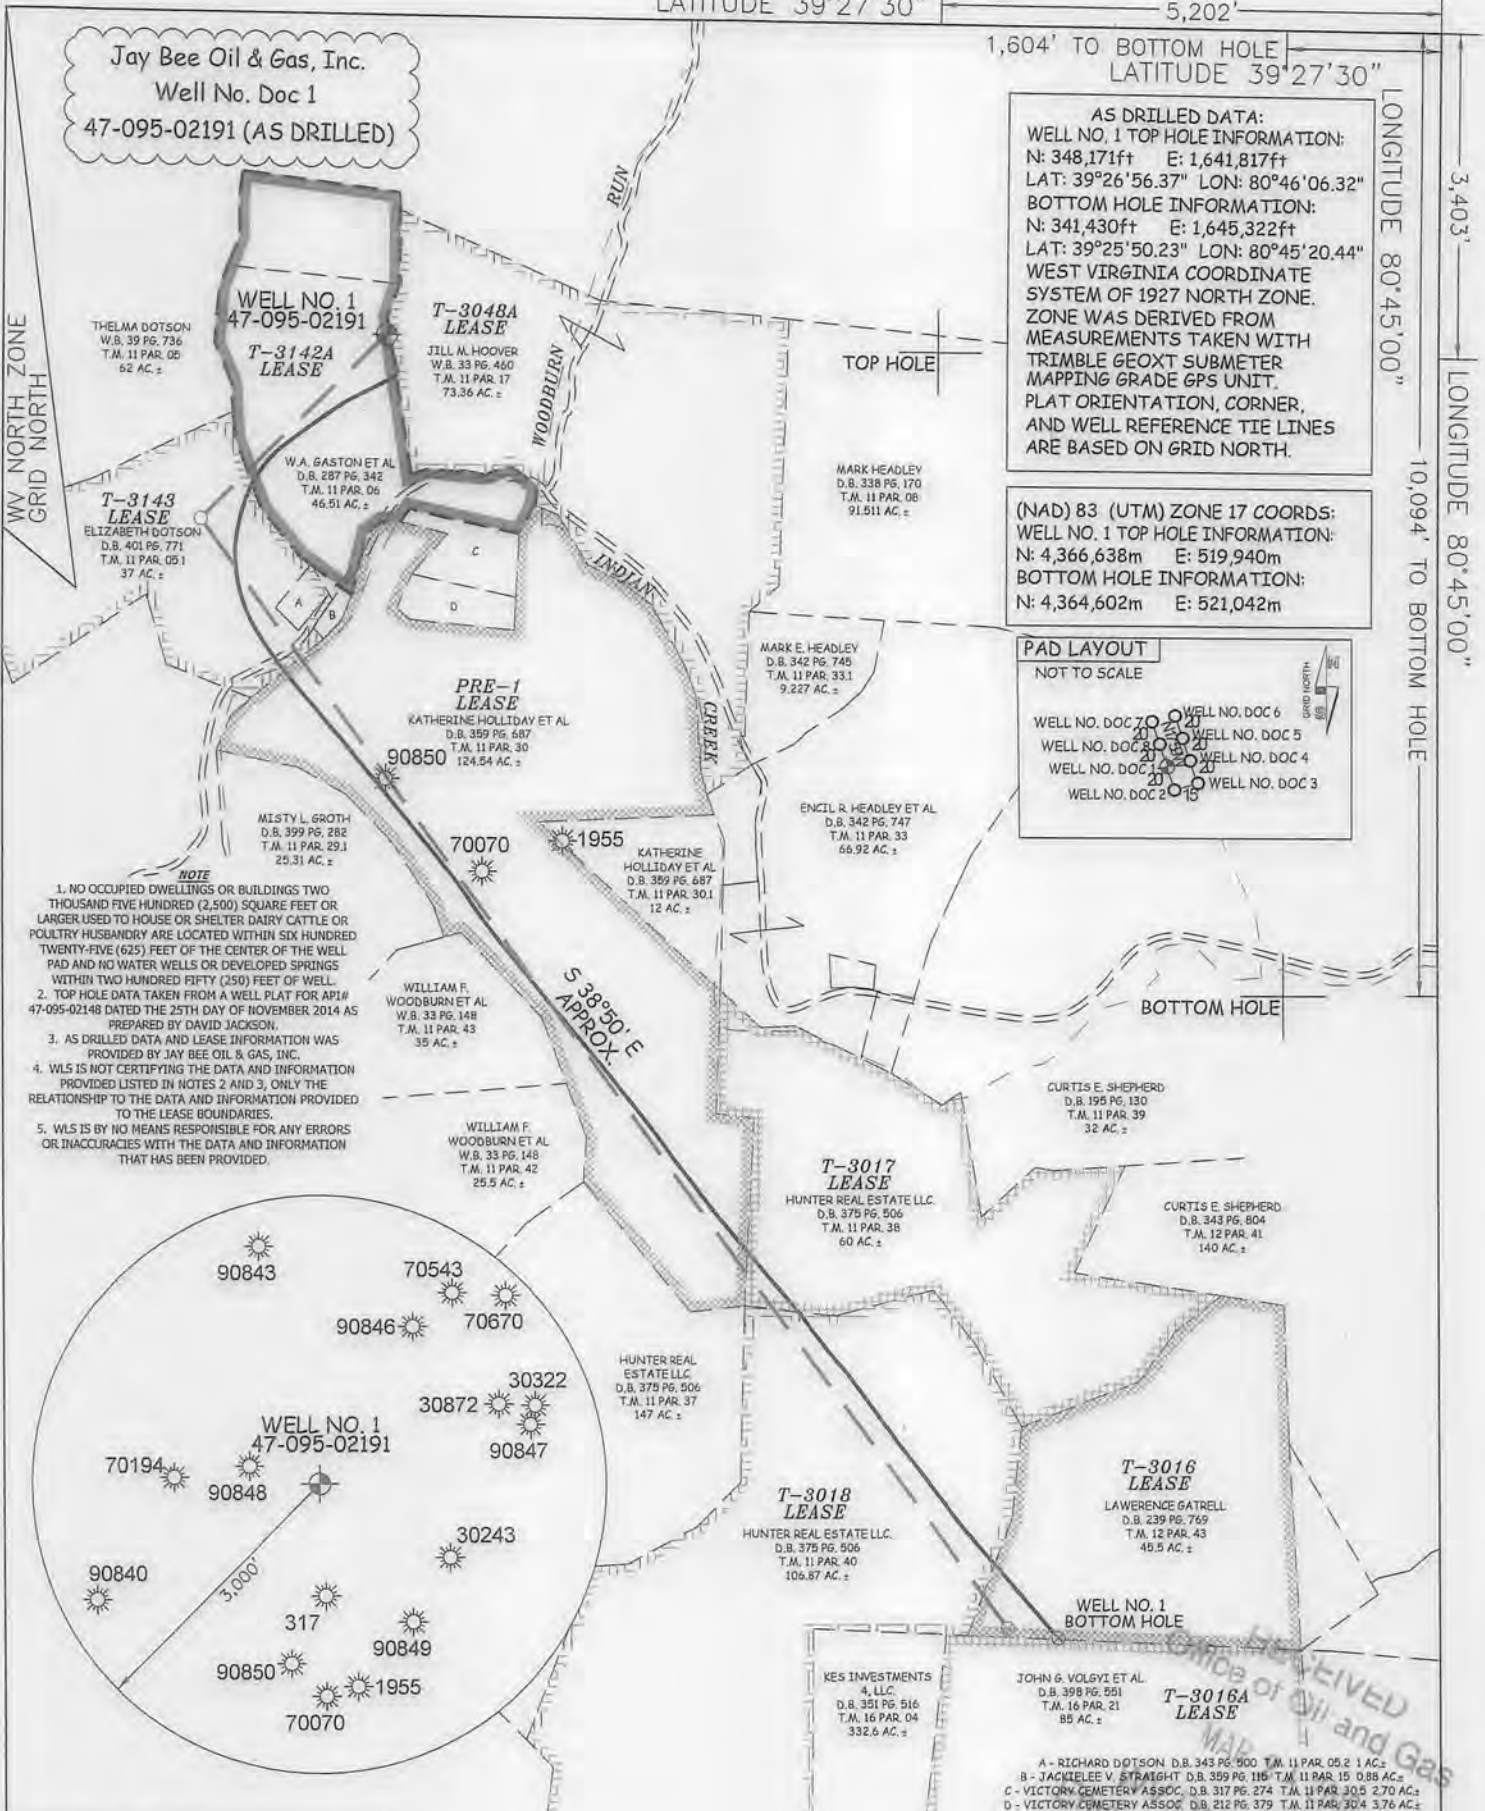 LATITUDE 39°27'30"
5,202'
1,604' TO BOTTOM HOLE
LATITUDE 39°27'30"
LONGITUDE 80°45'00"
3,403'
LONGITUDE 80°45'00"
10,094' TO BOTTOM HOLE
Jay Bee Oil & Gas, Inc.
Well No. Doc 1
47-095-02191 (AS DRILLED)
WV NORTH ZONE
GRID NORTH
AS DRILLED DATA:
WELL NO. 1 TOP HOLE INFORMATION:
N: 348,171ft E: 1,641,817ft
LAT: 39°26'56.37" LON: 80°46'06.32"
BOTTOM HOLE INFORMATION:
N: 341,430ft E: 1,645,322ft
LAT: 39°25'50.23" LON: 80°45'20.44"
WEST VIRGINIA COORDINATE
SYSTEM OF 1927 NORTH ZONE.
ZONE WAS DERIVED FROM
MEASUREMENTS TAKEN WITH
TRIMBLE GEOXT SUBMETER
MAPPING GRADE GPS UNIT.
PLAT ORIENTATION, CORNER,
AND WELL REFERENCE TIE LINES
ARE BASED ON GRID NORTH.
(NAD) 83 (UTM) ZONE 17 COORDS:
WELL NO. 1 TOP HOLE INFORMATION:
N: 4,366,638m E: 519,940m
BOTTOM HOLE INFORMATION:
N: 4,364,602m E: 521,042m
PAD LAYOUT
NOT TO SCALE
GRID NORTH
WELL NO. DOC 7
WELL NO. DOC 6
WELL NO. DOC 5
WELL NO. DOC 8
WELL NO. DOC 4
WELL NO. DOC 1
WELL NO. DOC 3
WELL NO. DOC 2
20
20
20
20
20
20
15
THELMA DOTSON
W.B. 39 PG. 736
T.M. 11 PAR. 05
62 AC. ±
WELL NO. 1
47-095-02191
T-3142A
LEASE
T-3048A
LEASE
JILL M. HOOVER
W.B. 33 PG. 460
T.M. 11 PAR. 17
73.36 AC. ±
WOODBURN
RUN
TOP HOLE
T-3143
LEASE
ELIZABETH DOTSON
D.B. 401 PG. 771
T.M. 11 PAR. 05.1
37 AC. ±
W.A. GASTON ET AL
D.B. 287 PG. 342
T.M. 11 PAR. 06
46.51 AC. ±
MARK HEADLEY
D.B. 338 PG. 170
T.M. 11 PAR. 08
91.511 AC. ±
A
B
C
D
INDIAN
CREEK
PRE-1
LEASE
KATHERINE HOLLIDAY ET AL
D.B. 359 PG. 687
T.M. 11 PAR. 30
124.54 AC. ±
MARK E. HEADLEY
D.B. 342 PG. 745
T.M. 11 PAR. 33.1
9.227 AC. ±
90850
MISTY L. GROTH
D.B. 399 PG. 282
T.M. 11 PAR. 29.1
25.31 AC. ±
70070
1955
KATHERINE
HOLLIDAY ET AL
D.B. 359 PG. 687
T.M. 11 PAR. 30.1
12 AC. ±
ENCIL R. HEADLEY ET AL
D.B. 342 PG. 747
T.M. 11 PAR. 33
66.92 AC. ±
NOTE
1. NO OCCUPIED DWELLINGS OR BUILDINGS TWO
THOUSAND FIVE HUNDRED (2,500) SQUARE FEET OR
LARGER USED TO HOUSE OR SHELTER DAIRY CATTLE OR
POULTRY HUSBANDRY ARE LOCATED WITHIN SIX HUNDRED
TWENTY-FIVE (625) FEET OF THE CENTER OF THE WELL
PAD AND NO WATER WELLS OR DEVELOPED SPRINGS
WITHIN TWO HUNDRED FIFTY (250) FEET OF WELL.
2. TOP HOLE DATA TAKEN FROM A WELL PLAT FOR API#
47-095-02148 DATED THE 25TH DAY OF NOVEMBER 2014 AS
PREPARED BY DAVID JACKSON.
3. AS DRILLED DATA AND LEASE INFORMATION WAS
PROVIDED BY JAY BEE OIL & GAS, INC.
4. WLS IS NOT CERTIFYING THE DATA AND INFORMATION
PROVIDED LISTED IN NOTES 2 AND 3, ONLY THE
RELATIONSHIP TO THE DATA AND INFORMATION PROVIDED
TO THE LEASE BOUNDARIES.
5. WLS IS BY NO MEANS RESPONSIBLE FOR ANY ERRORS
OR INACCURACIES WITH THE DATA AND INFORMATION
THAT HAS BEEN PROVIDED.
WILLIAM F.
WOODBURN ET AL
W.B. 33 PG. 148
T.M. 11 PAR. 43
35 AC. ±
S 38°50' E
APPROX.
BOTTOM HOLE
CURTIS E. SHEPHERD
D.B. 195 PG. 130
T.M. 11 PAR. 39
32 AC. ±
WILLIAM F.
WOODBURN ET AL
W.B. 33 PG. 148
T.M. 11 PAR. 42
25.5 AC. ±
T-3017
LEASE
HUNTER REAL ESTATE LLC.
D.B. 375 PG. 506
T.M. 11 PAR. 38
60 AC. ±
CURTIS E. SHEPHERD
D.B. 343 PG. 804
T.M. 12 PAR. 41
140 AC. ±
90843
70543
70670
90846
30322
30872
90847
WELL NO. 1
47-095-02191
70194
90848
30243
90840
3,000'
317
90849
90850
1955
70070
HUNTER REAL
ESTATE LLC
D.B. 375 PG. 506
T.M. 11 PAR. 37
147 AC. ±
T-3018
LEASE
HUNTER REAL ESTATE LLC.
D.B. 375 PG. 506
T.M. 11 PAR. 40
106.87 AC. ±
T-3016
LEASE
LAWERENCE GATRELL
D.B. 239 PG. 769
T.M. 12 PAR. 43
45.5 AC. ±
WELL NO. 1
BOTTOM HOLE
KES INVESTMENTS
4, LLC.
D.B. 351 PG. 516
T.M. 16 PAR. 04
332.6 AC. ±
JOHN G. VOLGYI ET AL
D.B. 398 PG. 551
T.M. 16 PAR. 21
85 AC. ±
T-3016A
LEASE
RECEIVED
Office of Oil and Gas
MAR
A - RICHARD DOTSON D.B. 343 PG. 500 T.M. 11 PAR. 05.2 1 AC.±
B - JACKIELEE V. STRAIGHT D.B. 359 PG. 115 T.M. 11 PAR. 15 0.88 AC.±
C - VICTORY CEMETERY ASSOC. D.B. 317 PG. 274 T.M. 11 PAR. 30.5 2.70 AC.±
D - VICTORY CEMETERY ASSOC. D.B. 212 PG. 379 T.M. 11 PAR. 30.4 3.76 AC.±